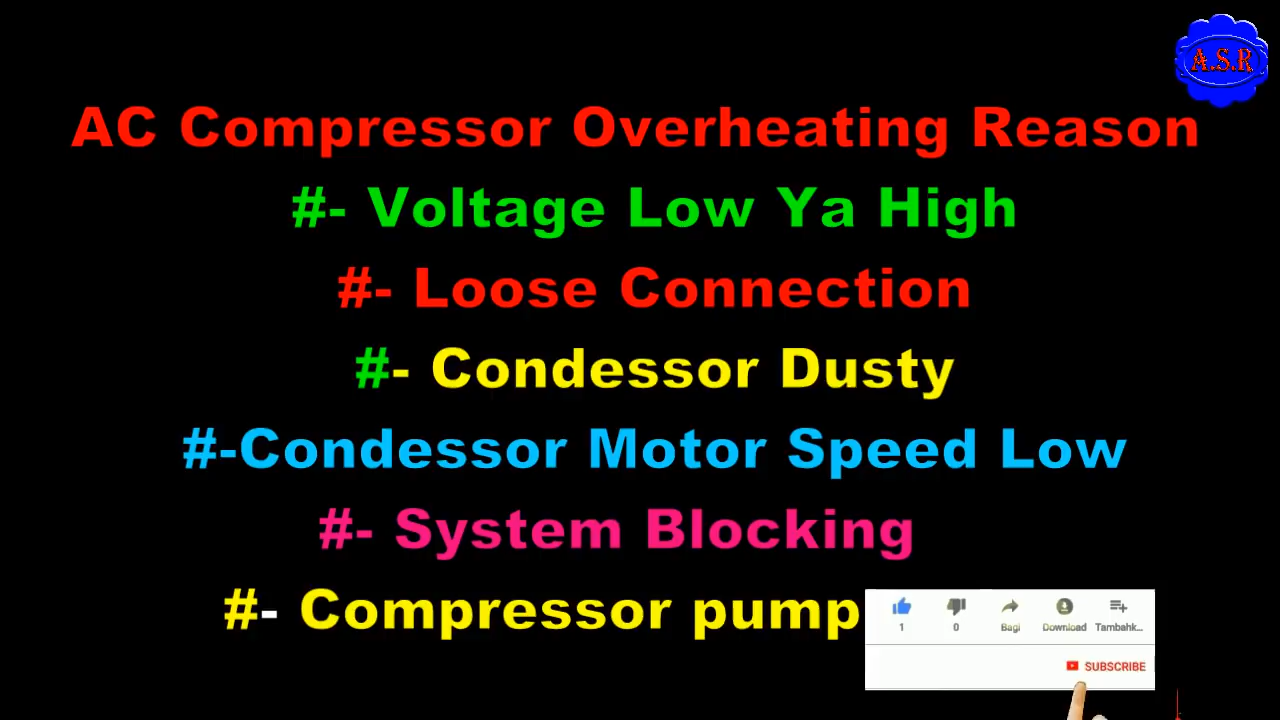 A.S.R
AC Compressor Overheating Reason
#- Voltage Low Ya High
#- Loose Connection
#- Condessor Dusty
#-Condessor Motor Speed Low
#- System Blocking
#- Compressor pump
1 0 Bagi Download Tambahk...
SUBSCRIBE